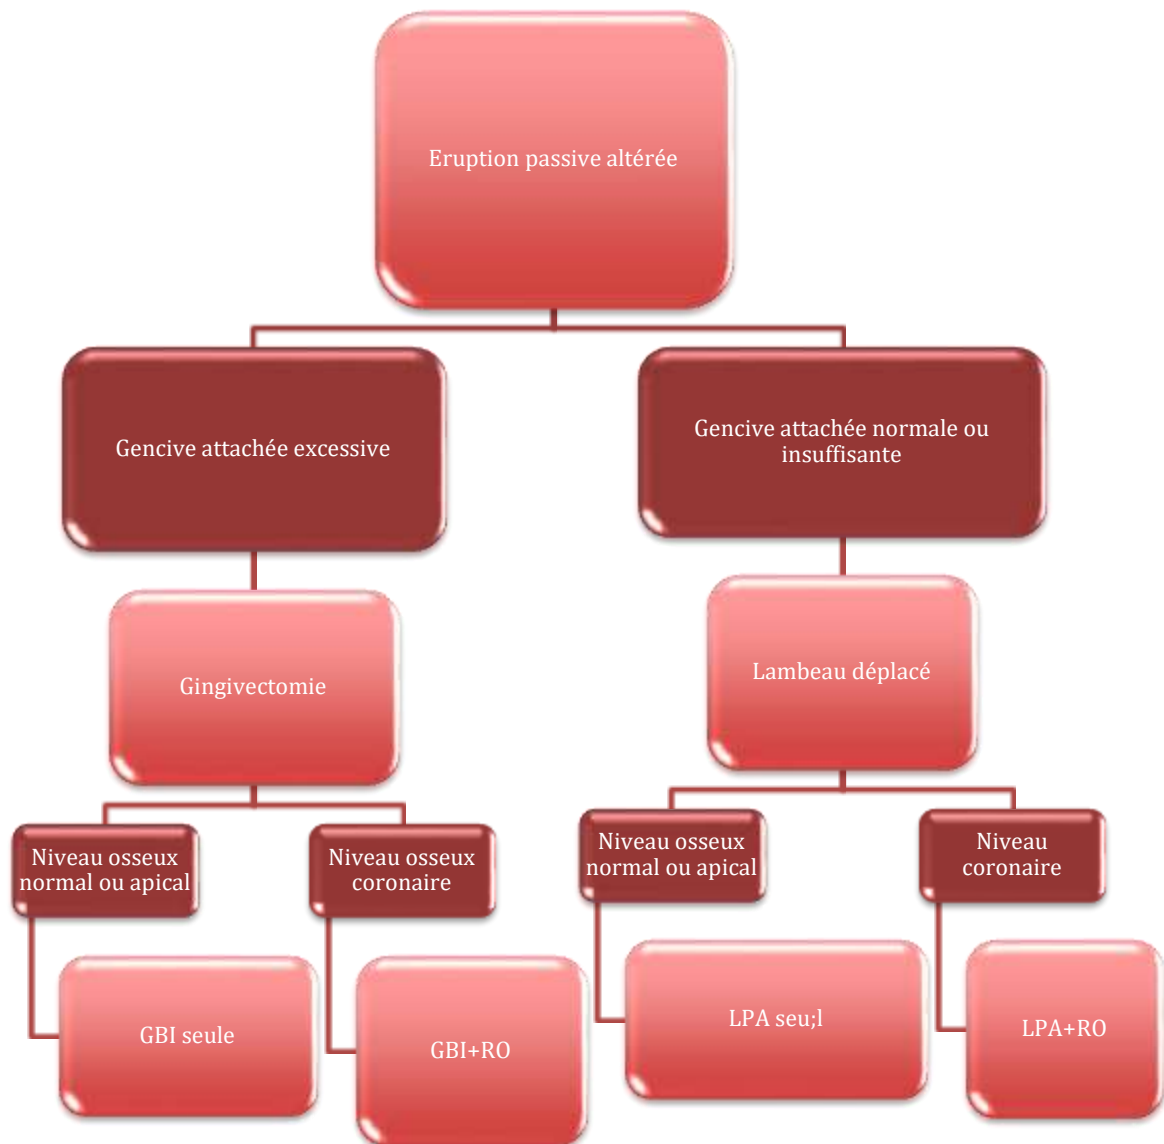 Eruption passive altérée
Gencive attachée excessive
Gencive attachée normale ou
insuffisante
Gingivectomie
Lambeau déplacé
Niveau osseux
normal ou apical
Niveau osseux
coronaire
Niveau osseux
normal ou apical
Niveau
coronaire
GBI seule
GBI+RO
LPA seu;l
LPA+RO